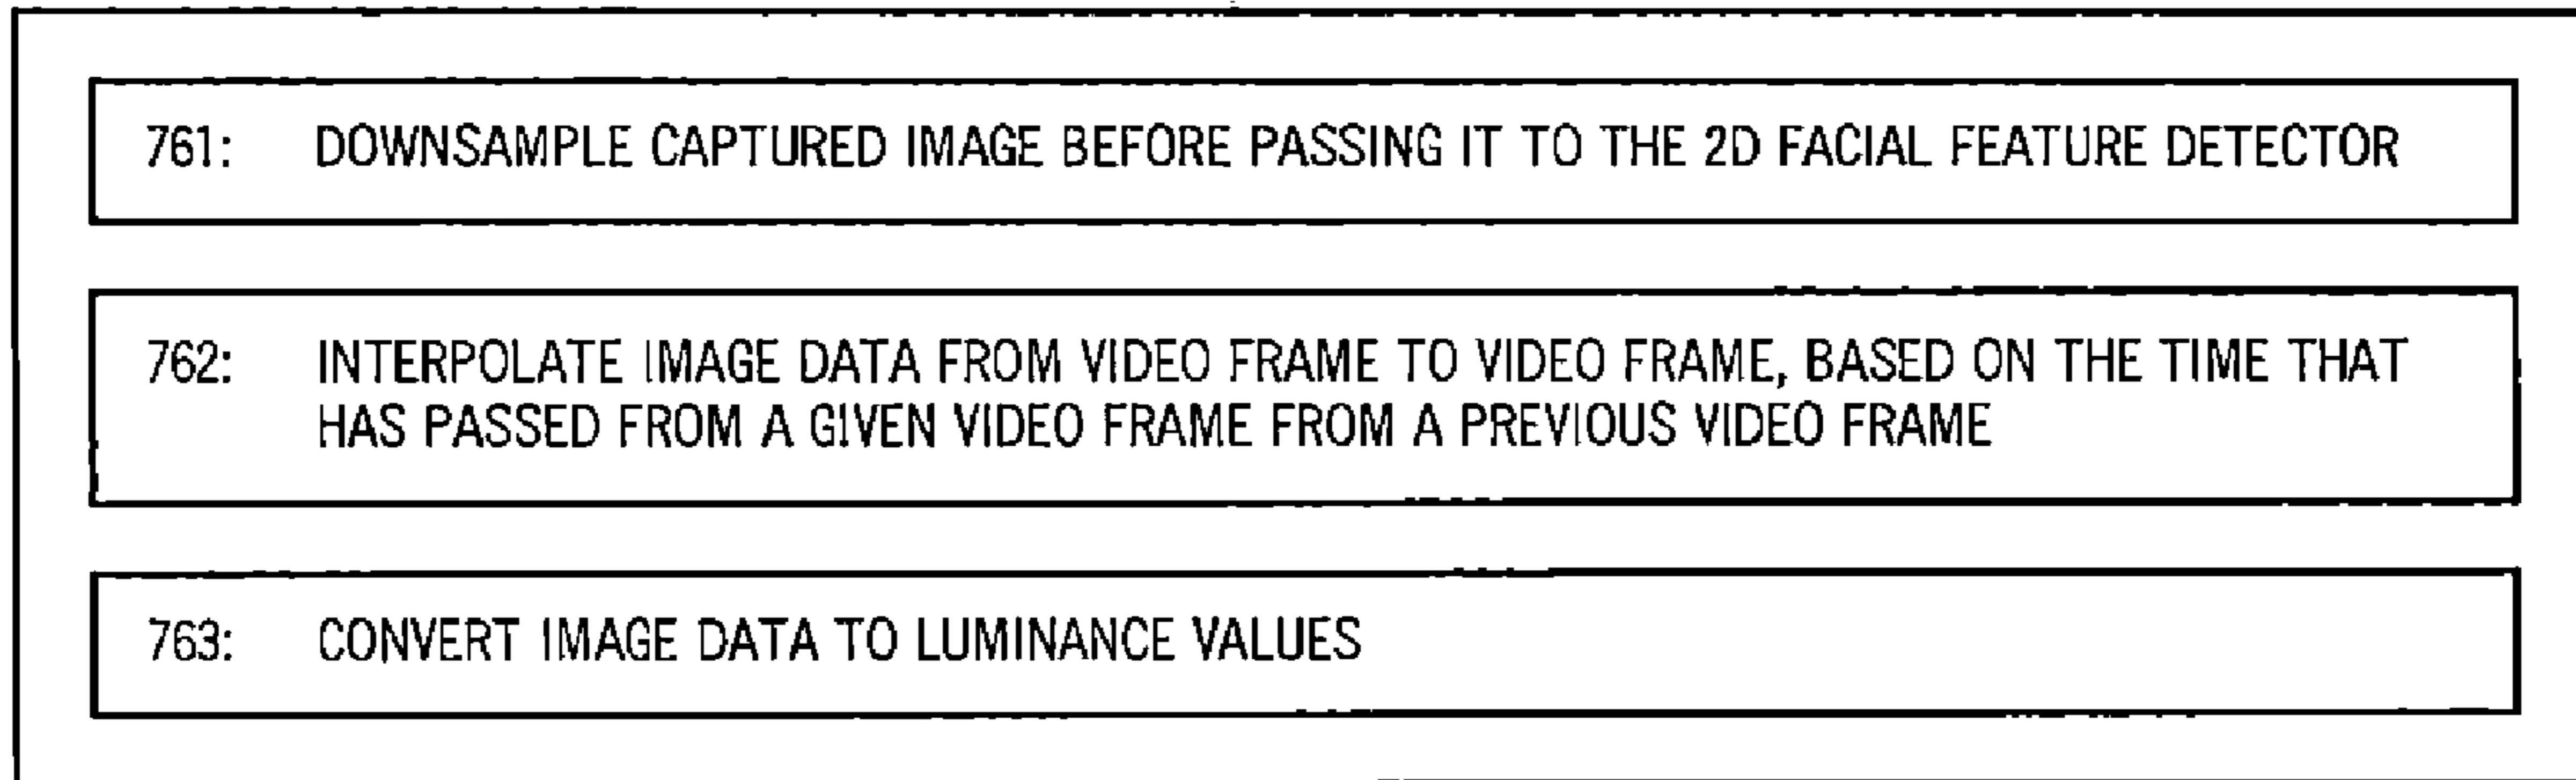 761: DOWNSAMPLE CAPTURED IMAGE BEFORE PASSING IT TO THE 2D FACIAL FEATURE DETECTOR
762: INTERPOLATE IMAGE DATA FROM VIDEO FRAME TO VIDEO FRAME, BASED ON THE TIME THAT
HAS PASSED FROM A GIVEN VIDEO FRAME FROM A PREVIOUS VIDEO FRAME
763: CONVERT IMAGE DATA TO LUMINANCE VALUES